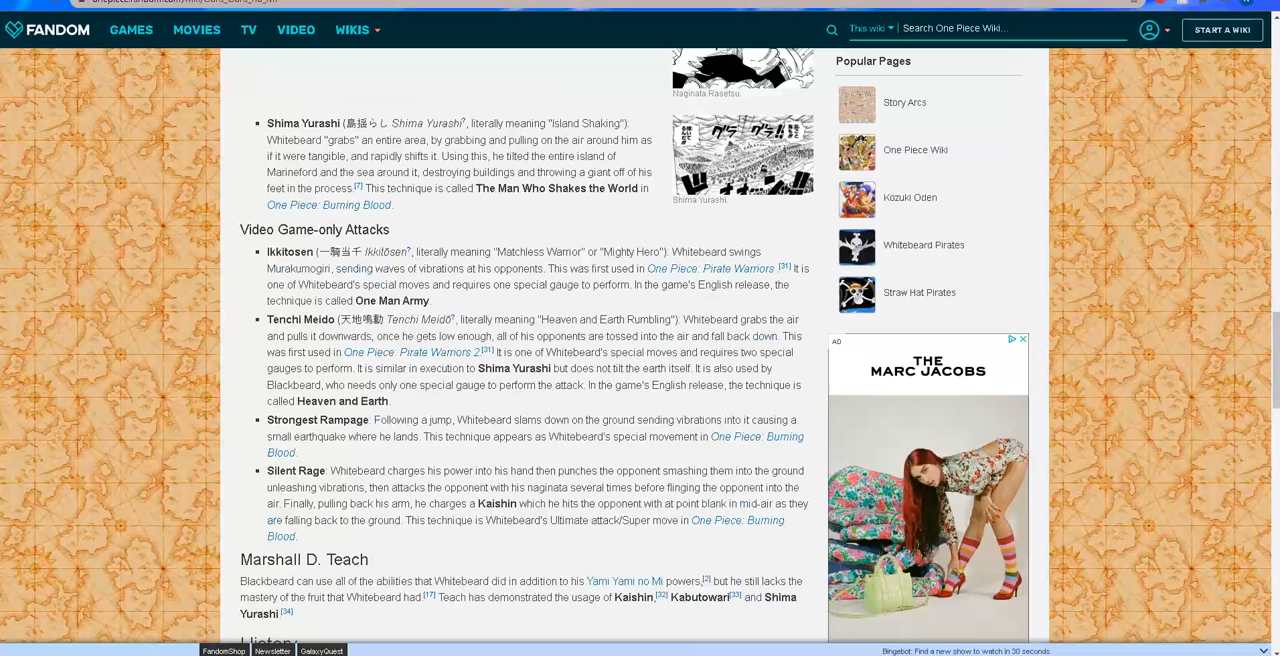 FANDOM GAMES MOVIES TV VIDEO WIKIS This wiki Search One Piece Wiki... START A WIKI
Naginata Rasetsu.
Shima Yurashi (島揺らし Shima Yurashi?, literally meaning "Island Shaking"):
Whitebeard "grabs" an entire area, by grabbing and pulling on the air around him as
if it were tangible, and rapidly shifts it. Using this, he tilted the entire island of
Marineford and the sea around it, destroying buildings and throwing a giant off of his
feet in the process.[7] This technique is called The Man Who Shakes the World in
One Piece: Burning Blood.
グラグラ!!
Shima Yurashi.
Video Game-only Attacks
Ikkitosen (一騎当千 Ikkitōsen?, literally meaning "Matchless Warrior" or "Mighty Hero"): Whitebeard swings
Murakumogiri, sending waves of vibrations at his opponents. This was first used in One Piece: Pirate Warriors.[31] It is
one of Whitebeard's special moves and requires one special gauge to perform. In the game's English release, the
technique is called One Man Army.
Tenchi Meido (天地鳴動 Tenchi Meidō?, literally meaning "Heaven and Earth Rumbling"): Whitebeard grabs the air
and pulls it downwards; once he gets low enough, all of his opponents are tossed into the air and fall back down. This
was first used in One Piece: Pirate Warriors 2.[31] It is one of Whitebeard's special moves and requires two special
gauges to perform. It is similar in execution to Shima Yurashi but does not tilt the earth itself. It is also used by
Blackbeard, who needs only one special gauge to perform the attack. In the game's English release, the technique is
called Heaven and Earth.
Strongest Rampage: Following a jump, Whitebeard slams down on the ground sending vibrations into it causing a
small earthquake where he lands. This technique appears as Whitebeard's special movement in One Piece: Burning
Blood.
Silent Rage: Whitebeard charges his power into his hand then punches the opponent smashing them into the ground
unleashing vibrations, then attacks the opponent with his naginata several times before flinging the opponent into the
air. Finally, pulling back his arm, he charges a Kaishin which he hits the opponent with at point blank in mid-air as they
are falling back to the ground. This technique is Whitebeard's Ultimate attack/Super move in One Piece: Burning
Blood.
Marshall D. Teach
Blackbeard can use all of the abilities that Whitebeard did in addition to his Yami Yami no Mi powers,[2] but he still lacks the
mastery of the fruit that Whitebeard had.[17] Teach has demonstrated the usage of Kaishin,[32] Kabutowari[33] and Shima
Yurashi.[34]
History
Popular Pages
Story Arcs
One Piece Wiki
Kozuki Oden
Whitebeard Pirates
Straw Hat Pirates
AD
THE
MARC JACOBS
FandomShop Newsletter GalaxyQuest Bingebot: Find a new show to watch in 30 seconds